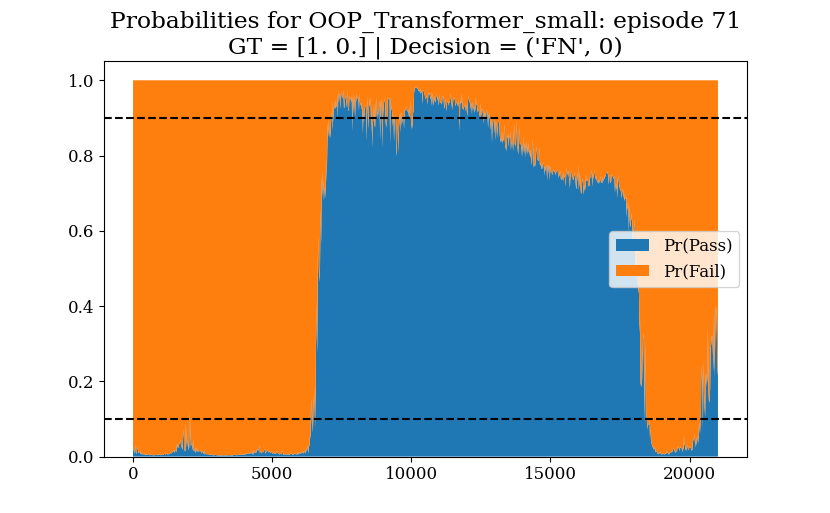 Probabilities for OOP_Transformer_small: episode 71
GT = [1. 0.] | Decision = ('FN', 0)
1.0
0.8
0.6
0.4
0.2
0.0
Pr(Pass)
Pr(Fail)
0
5000
10000
15000
20000